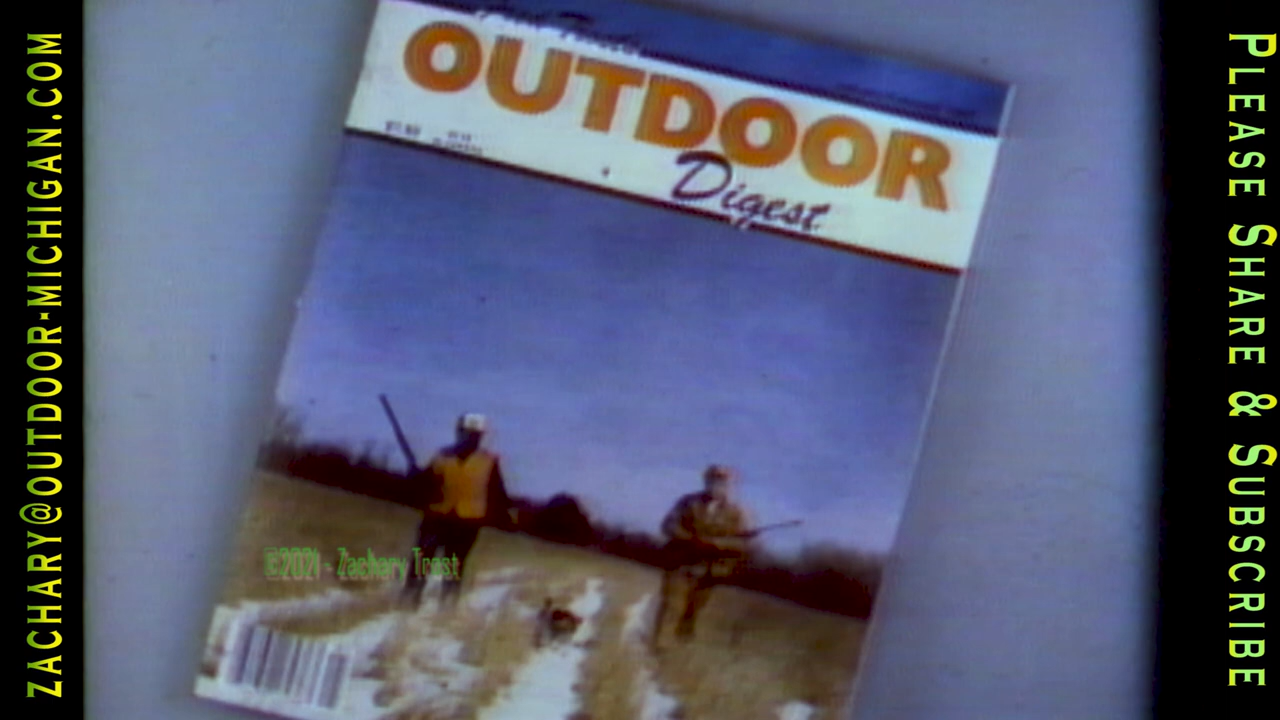 ZACHARY@OUTDOOR-MICHIGAN.COM
OUTDOOR
Digest
©2021 - Zachary Trost
PLEASE SHARE & SUBSCRIBE